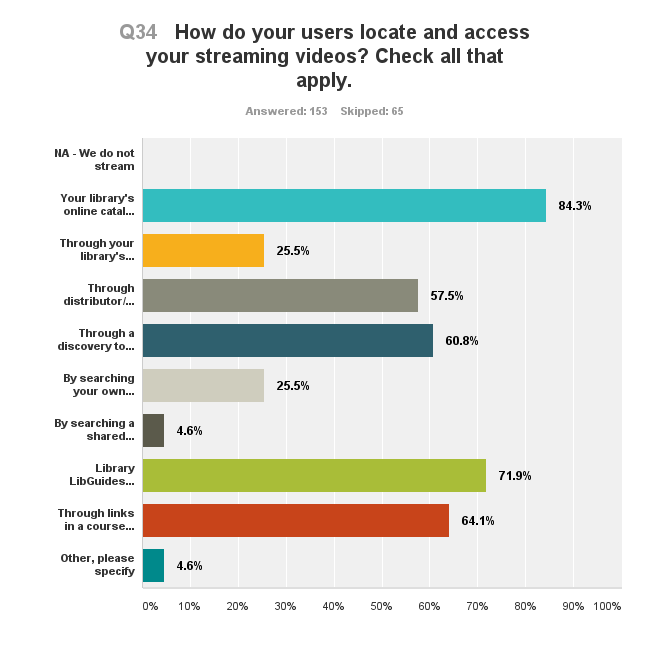 Q34 How do your users locate and access
your streaming videos? Check all that
apply.
Answered: 153 Skipped: 65
NA - We do not
stream
Your library's
online catal...
84.3%
Through your
library's...
25.5%
Through
distributor/...
57.5%
Through a
discovery to...
60.8%
By searching
your own...
25.5%
By searching a
shared...
4.6%
Library
LibGuides...
71.9%
Through links
in a course...
64.1%
Other, please
specify
4.6%
0% 10% 20% 30% 40% 50% 60% 70% 80% 90% 100%